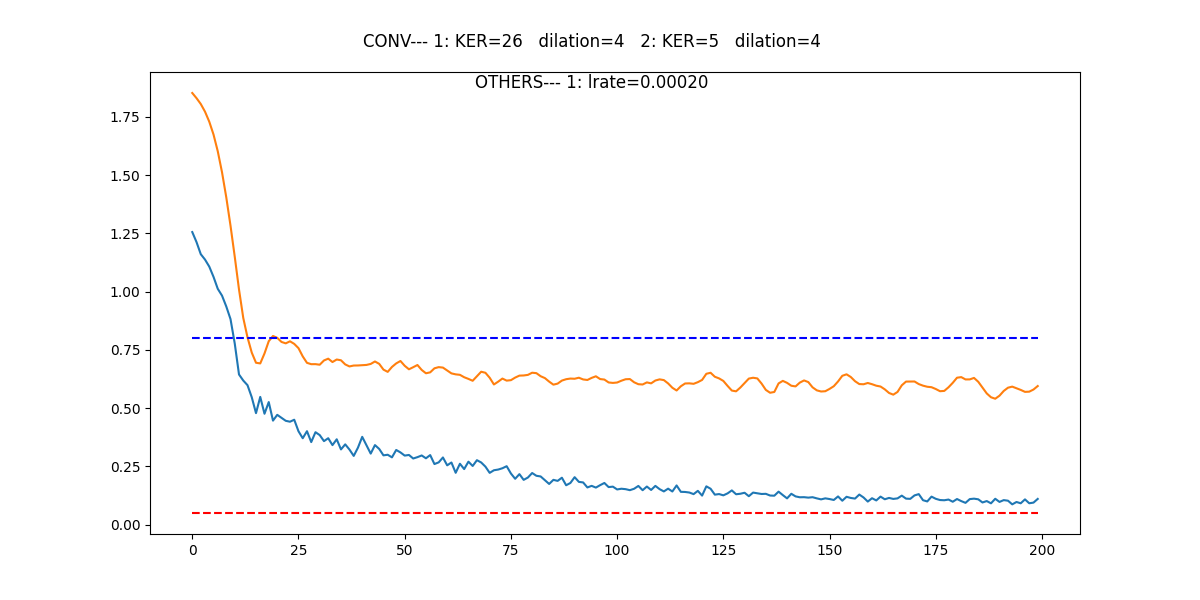 CONV--- 1: KER=26   dilation=4   2: KER=5   dilation=4
OTHERS--- 1: lrate=0.00020
1.75
1.50
1.25
1.00
0.75
0.50
0.25
0.00
0 25 50 75 100 125 150 175 200